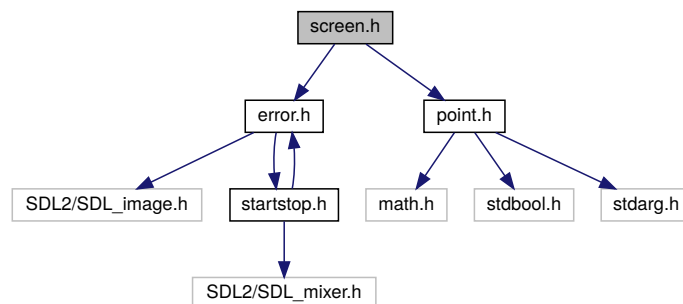 screen.h
error.h
point.h
SDL2/SDL_image.h
startstop.h
math.h
stdbool.h
stdarg.h
SDL2/SDL_mixer.h